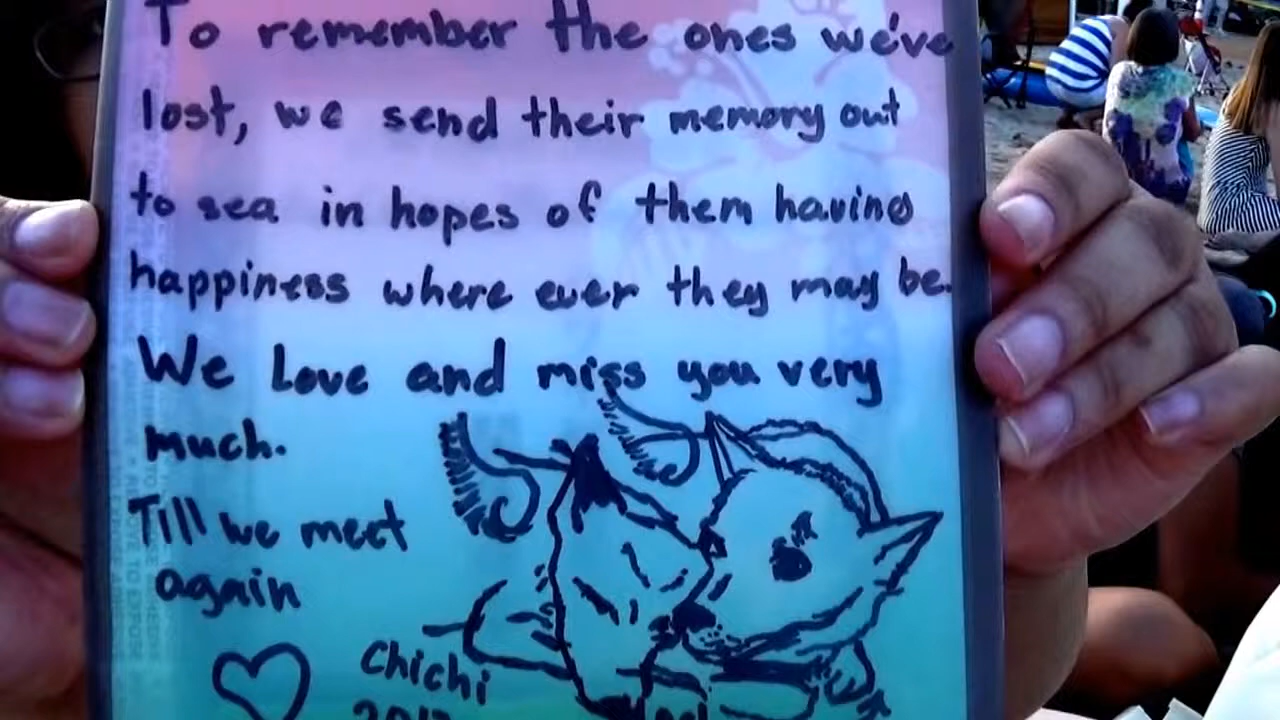 To remember the ones we've
lost, we send their memory out
to sea in hopes of them having
happiness where ever they may be.
We Love and miss you very
much.
Till we meet
again
Chichi